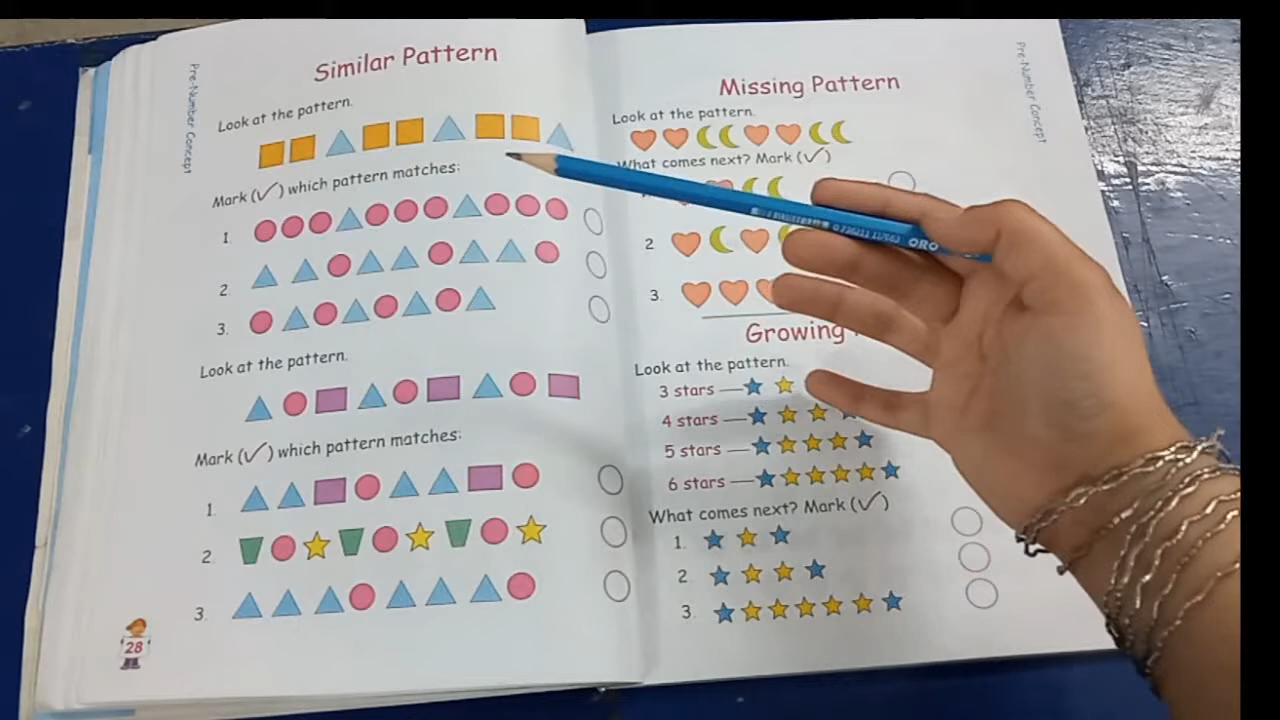 Pre-Number Concept
Similar Pattern
Look at the pattern.
Mark (✓) which pattern matches:
1.
2.
3.
Look at the pattern.
Mark (✓) which pattern matches:
1.
2.
3.
28
Pre-Number Concept
Missing Pattern
Look at the pattern.
What comes next? Mark (✓)
2
3.
Growing
Look at the pattern.
3 stars
4 stars
5 stars
6 stars
What comes next? Mark (✓)
1.
2.
3.
ORO